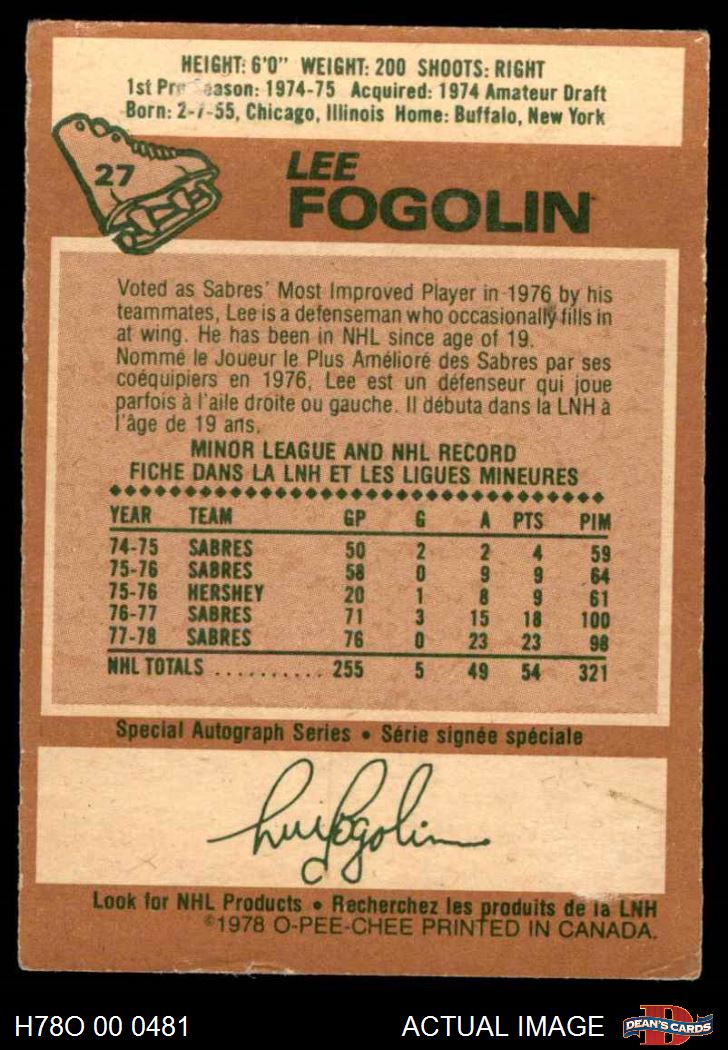 HEIGHT: 6'0" WEIGHT: 200 SHOOTS: RIGHT
1st Pro Season: 1974-75 Acquired: 1974 Amateur Draft
Born: 2-7-55, Chicago, Illinois Home: Buffalo, New York
27
LEE
FOGOLIN
Voted as Sabres' Most Improved Player in 1976 by his
teammates, Lee is a defenseman who occasionally fills in
at wing. He has been in NHL since age of 19.
Nommé le Joueur le Plus Amélioré des Sabres par ses
coéquipiers en 1976, Lee est un défenseur qui joue
parfois à l'aile droite ou gauche. Il débuta dans la LNH à
l'âge de 19 ans.
MINOR LEAGUE AND NHL RECORD
FICHE DANS LA LNH ET LES LIGUES MINEURES
YEAR TEAM GP G A PTS PIM
74-75 SABRES 50 2 2 4 59
75-76 SABRES 58 0 9 9 64
75-76 HERSHEY 20 1 8 9 61
76-77 SABRES 71 3 15 18 100
77-78 SABRES 76 0 23 23 98
NHL TOTALS .......... 255 5 49 54 321
Special Autograph Series • Série signée spéciale
Lee Fogolin
Look for NHL Products • Recherchez les produits de la LNH
©1978 O-PEE-CHEE PRINTED IN CANADA.
H78O 00 0481 ACTUAL IMAGE D DEAN'S CARDS